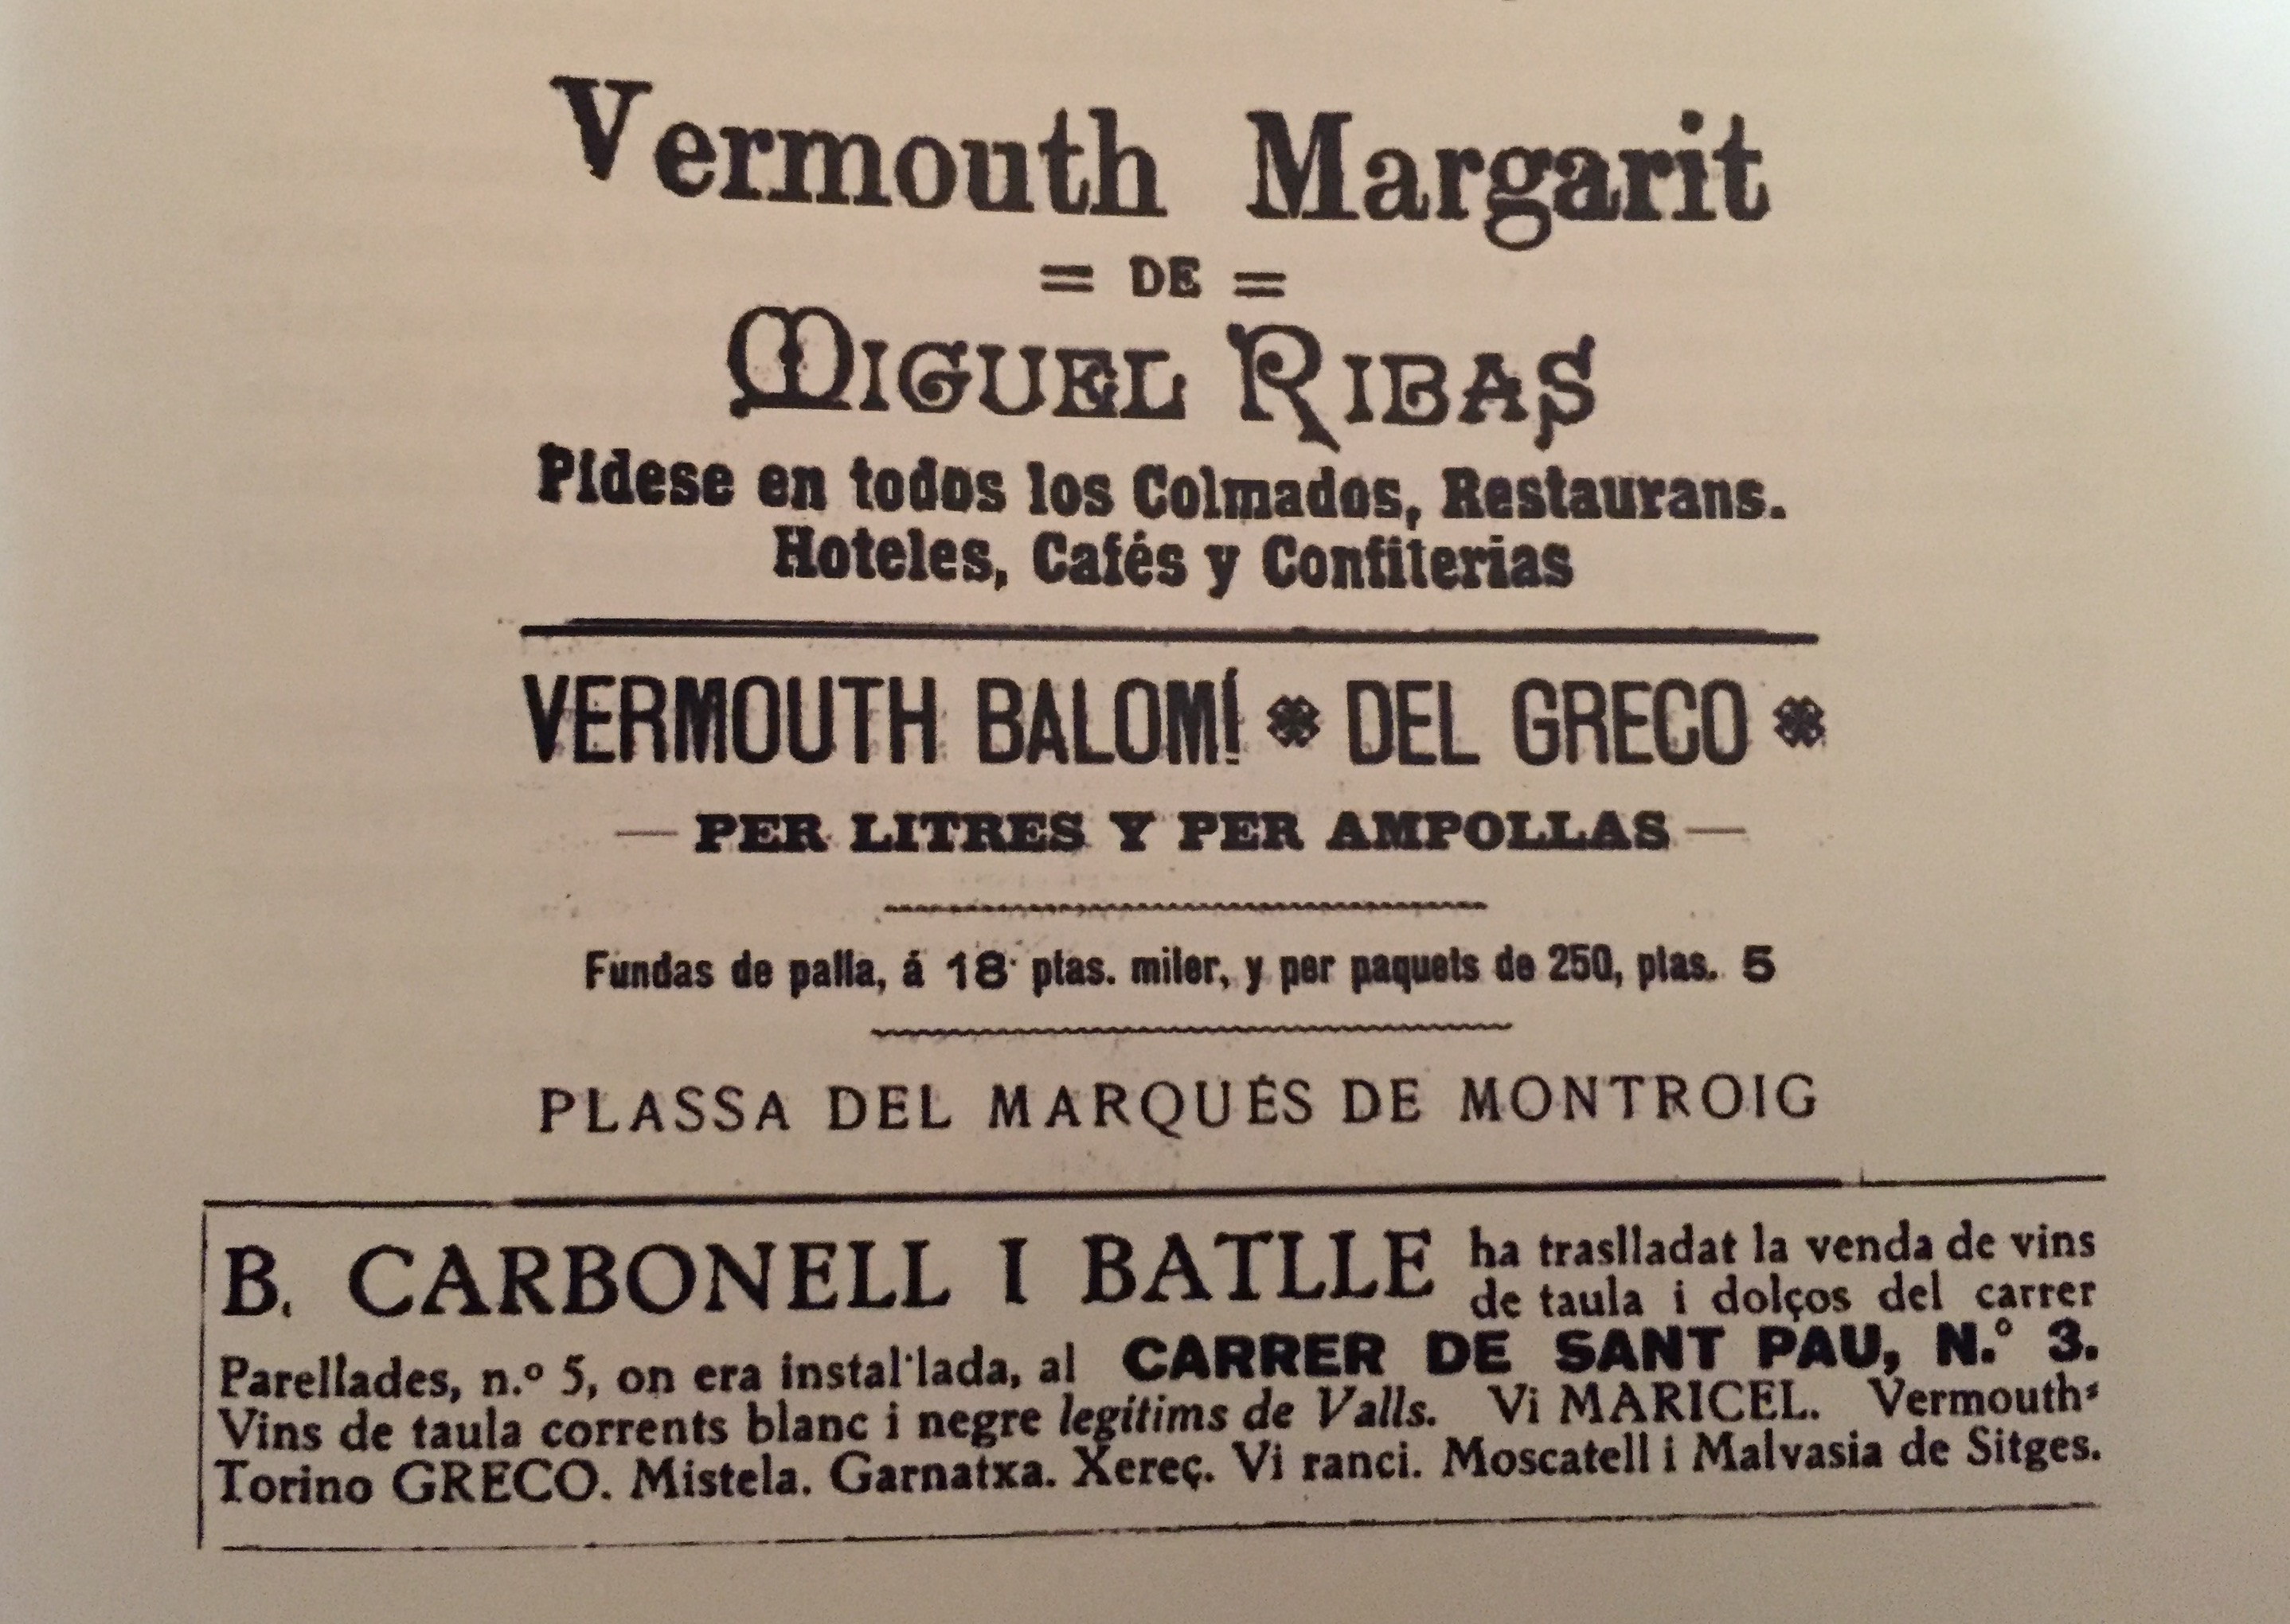 Vermouth Margarit
= DE =
MIGUEL RIBAS
Pídese en todos los Colmados, Restaurans.
Hoteles, Cafés y Confiterias
VERMOUTH BALOMÍ DEL GRECO
— PER LITRES Y PER AMPOLLAS —
Fundas de palla, á 18 ptas. miler, y per paquets de 250, ptas. 5
PLASSA DEL MARQUÉS DE MONTROIG
B. CARBONELL I BATLLE ha traslladat la venda de vins
de taula i dolços del carrer
Parellades, n.º 5, on era instal·lada, al CARRER DE SANT PAU, N.º 3.
Vins de taula corrents blanc i negre legítims de Valls. Vi MARICEL. Vermouth-
Torino GRECO. Mistela. Garnatxa. Xereç. Vi ranci. Moscatell i Malvasia de Sitges.